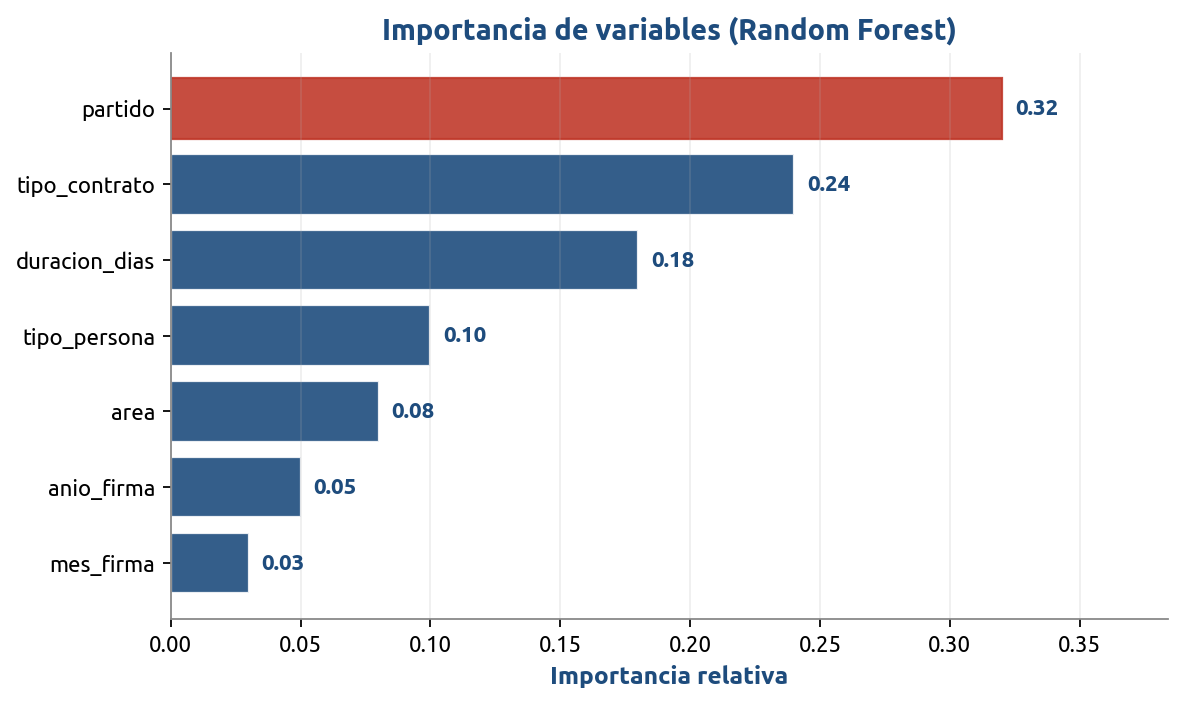 Importancia de variables (Random Forest)
partido 0.32
tipo_contrato 0.24
duracion_dias 0.18
tipo_persona 0.10
area 0.08
anio_firma 0.05
mes_firma 0.03
0.00 0.05 0.10 0.15 0.20 0.25 0.30 0.35
Importancia relativa